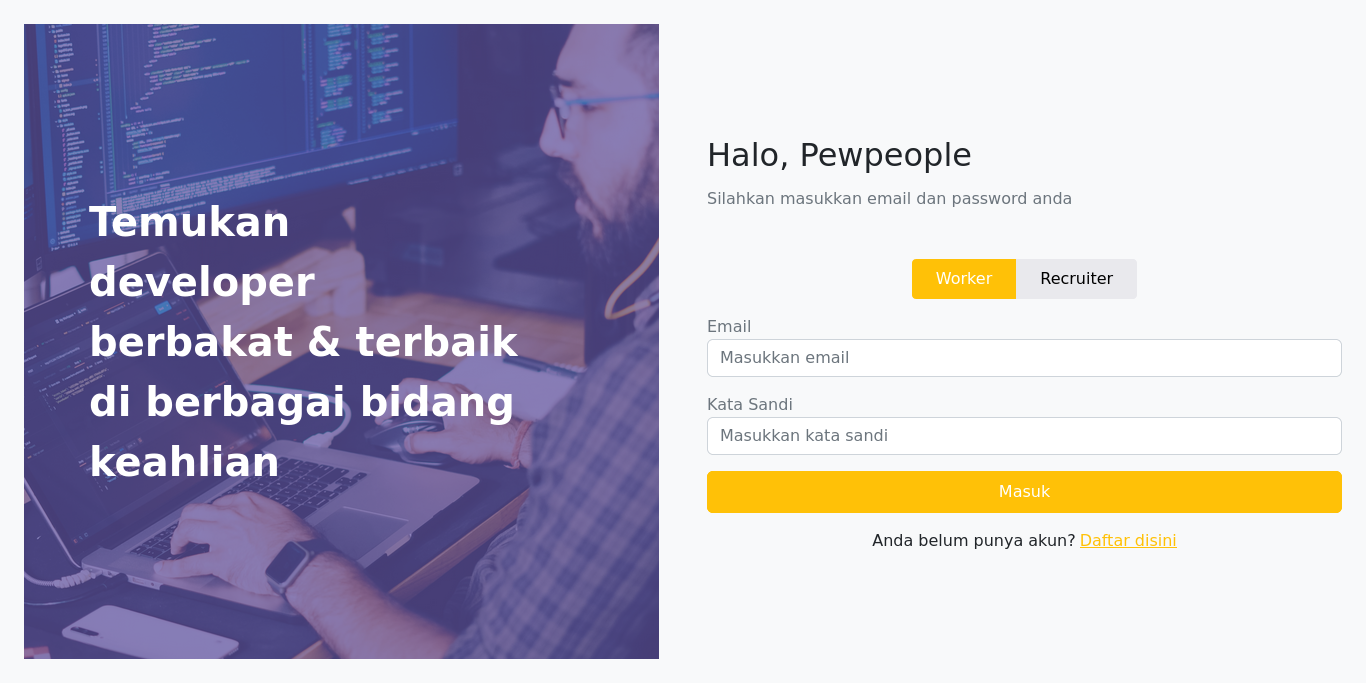 Temukan
developer
berbakat & terbaik
di berbagai bidang
keahlian
Halo, Pewpeople
Silahkan masukkan email dan password anda
Worker
Recruiter
Email
Masukkan email
Kata Sandi
Masukkan kata sandi
Masuk
Anda belum punya akun? Daftar disini